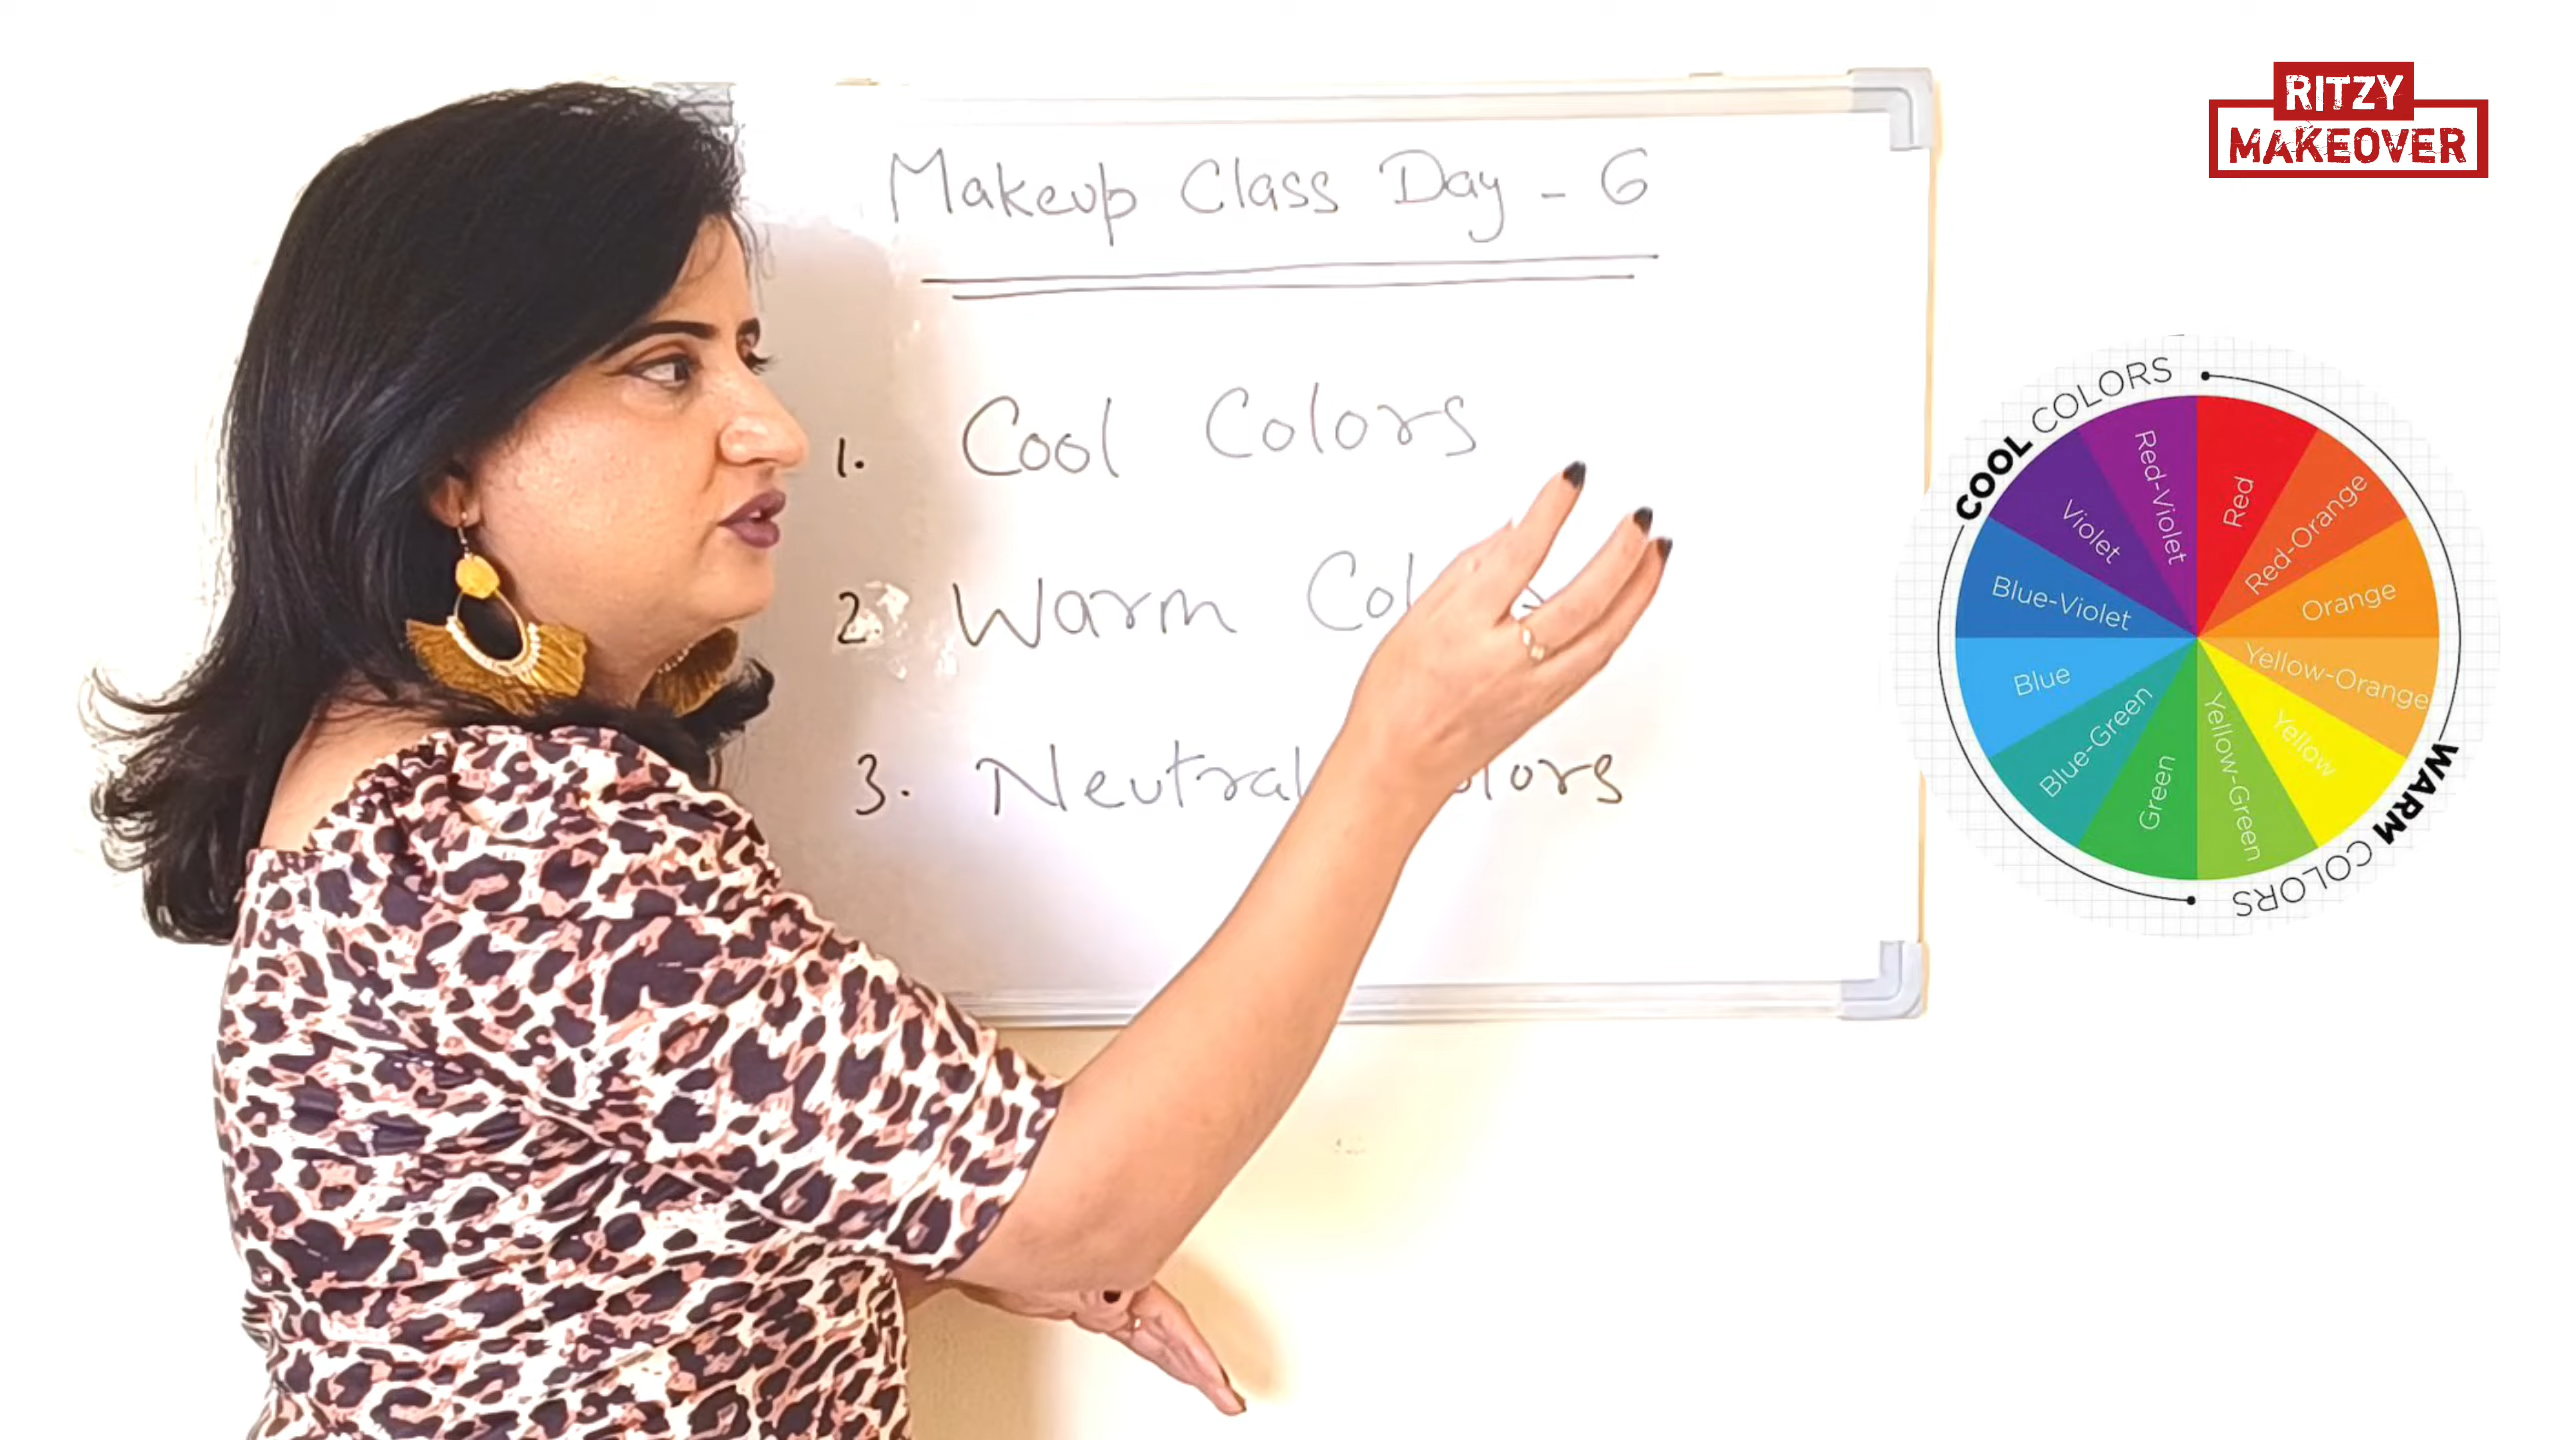 RITZY
MAKEOVER
Makeup Class Day - 6
1. Cool Colors
2. Warm
3. Neutral
COOL COLORS
WARM COLORS
Red
Red-Orange
Orange
Yellow-Orange
Yellow
Yellow-Green
Green
Blue-Green
Blue
Blue-Violet
Violet
Red-Violet